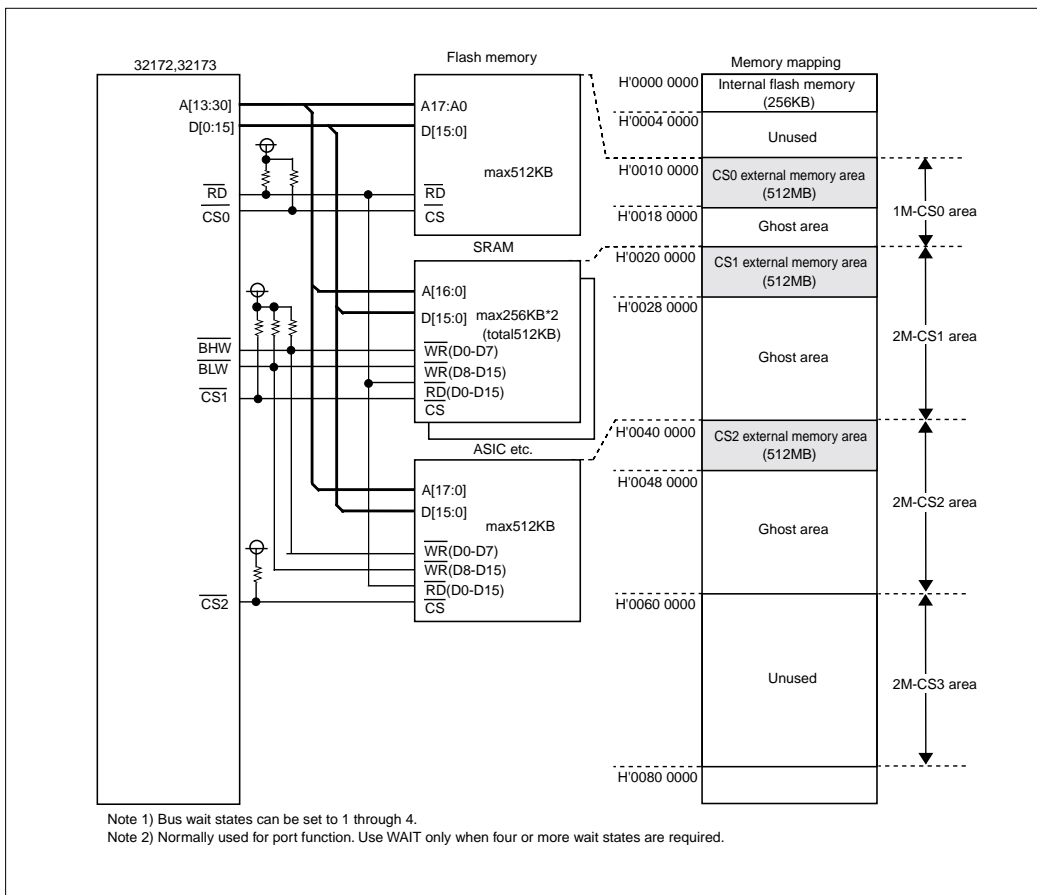 32172,32173
A[13:30]
D[0:15]
RD
CS0
BHW
BLW
CS1
CS2
Flash memory
A17:A0
D[15:0]
max512KB
RD
CS
SRAM
A[16:0]
D[15:0]
max256KB*2
(total512KB)
WR(D0-D7)
WR(D8-D15)
RD(D0-D15)
CS
ASIC etc.
A[17:0]
D[15:0]
max512KB
WR(D0-D7)
WR(D8-D15)
RD(D0-D15)
CS
Memory mapping
H'0000 0000
Internal flash memory
(256KB)
H'0004 0000
Unused
H'0010 0000
CS0 external memory area
(512MB)
H'0018 0000
Ghost area
1M-CS0 area
H'0020 0000
CS1 external memory area
(512MB)
H'0028 0000
Ghost area
2M-CS1 area
H'0040 0000
CS2 external memory area
(512MB)
H'0048 0000
Ghost area
2M-CS2 area
H'0060 0000
Unused
2M-CS3 area
H'0080 0000
Note 1) Bus wait states can be set to 1 through 4.
Note 2) Normally used for port function. Use WAIT only when four or more wait states are required.